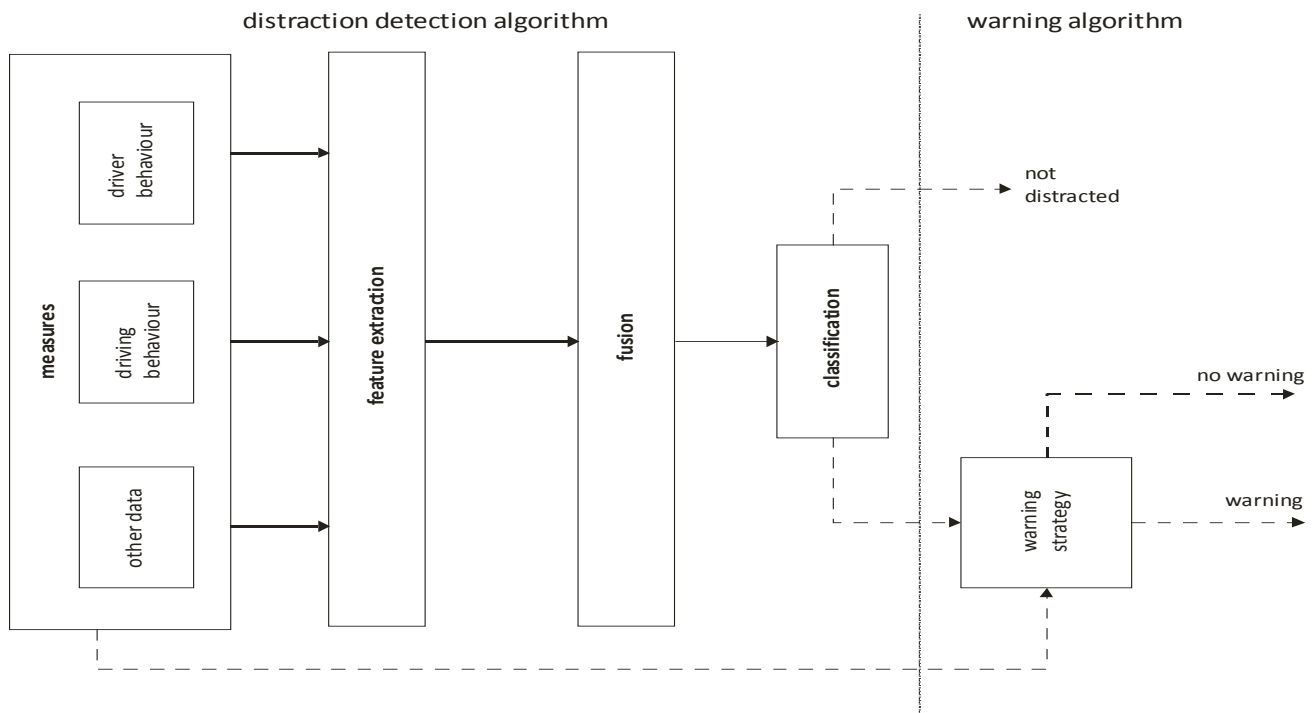 distraction detection algorithm
warning algorithm
measures
driver
behaviour
driving
behaviour
other data
feature extraction
fusion
classification
not
distracted
no warning
warning
strategy
warning